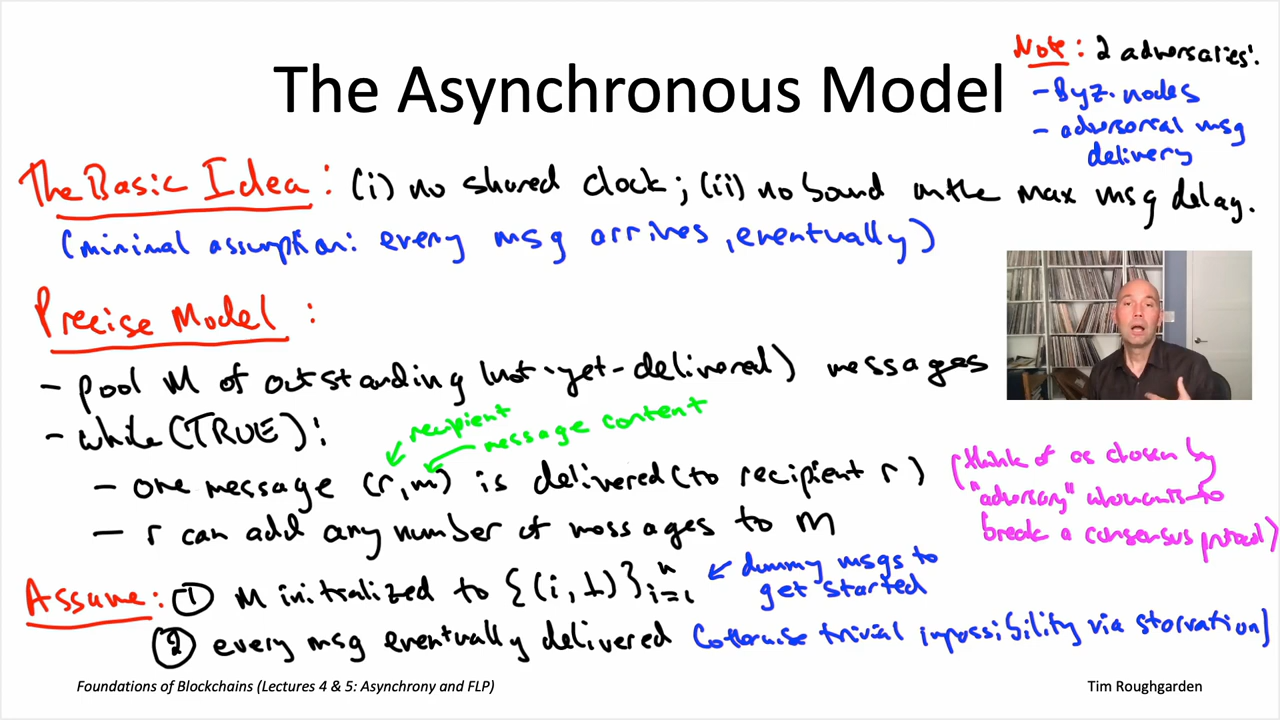 The Asynchronous Model
Note: 2 adversaries:
- Byz. nodes
- adversarial msg
delivery
The Basic Idea: (i) no shared clock; (ii) no bound on the max msg delay.
(minimal assumption: every msg arrives, eventually)
Precise Model:
- pool M of outstanding (not-yet-delivered) messages
- while(TRUE):
recipient
message content
- one message (r,m) is delivered (to recipient r)
(think of as chosen by
"adversary" who wants to
break a consensus protocol)
- r can add any number of messages to M
Assume: ① M initialized to {(i,⊥)}ⁿᵢ₌₁
dummy msgs to
get started
② every msg eventually delivered (otherwise trivial impossibility via starvation)
Foundations of Blockchains (Lectures 4 & 5: Asynchrony and FLP)
Tim Roughgarden